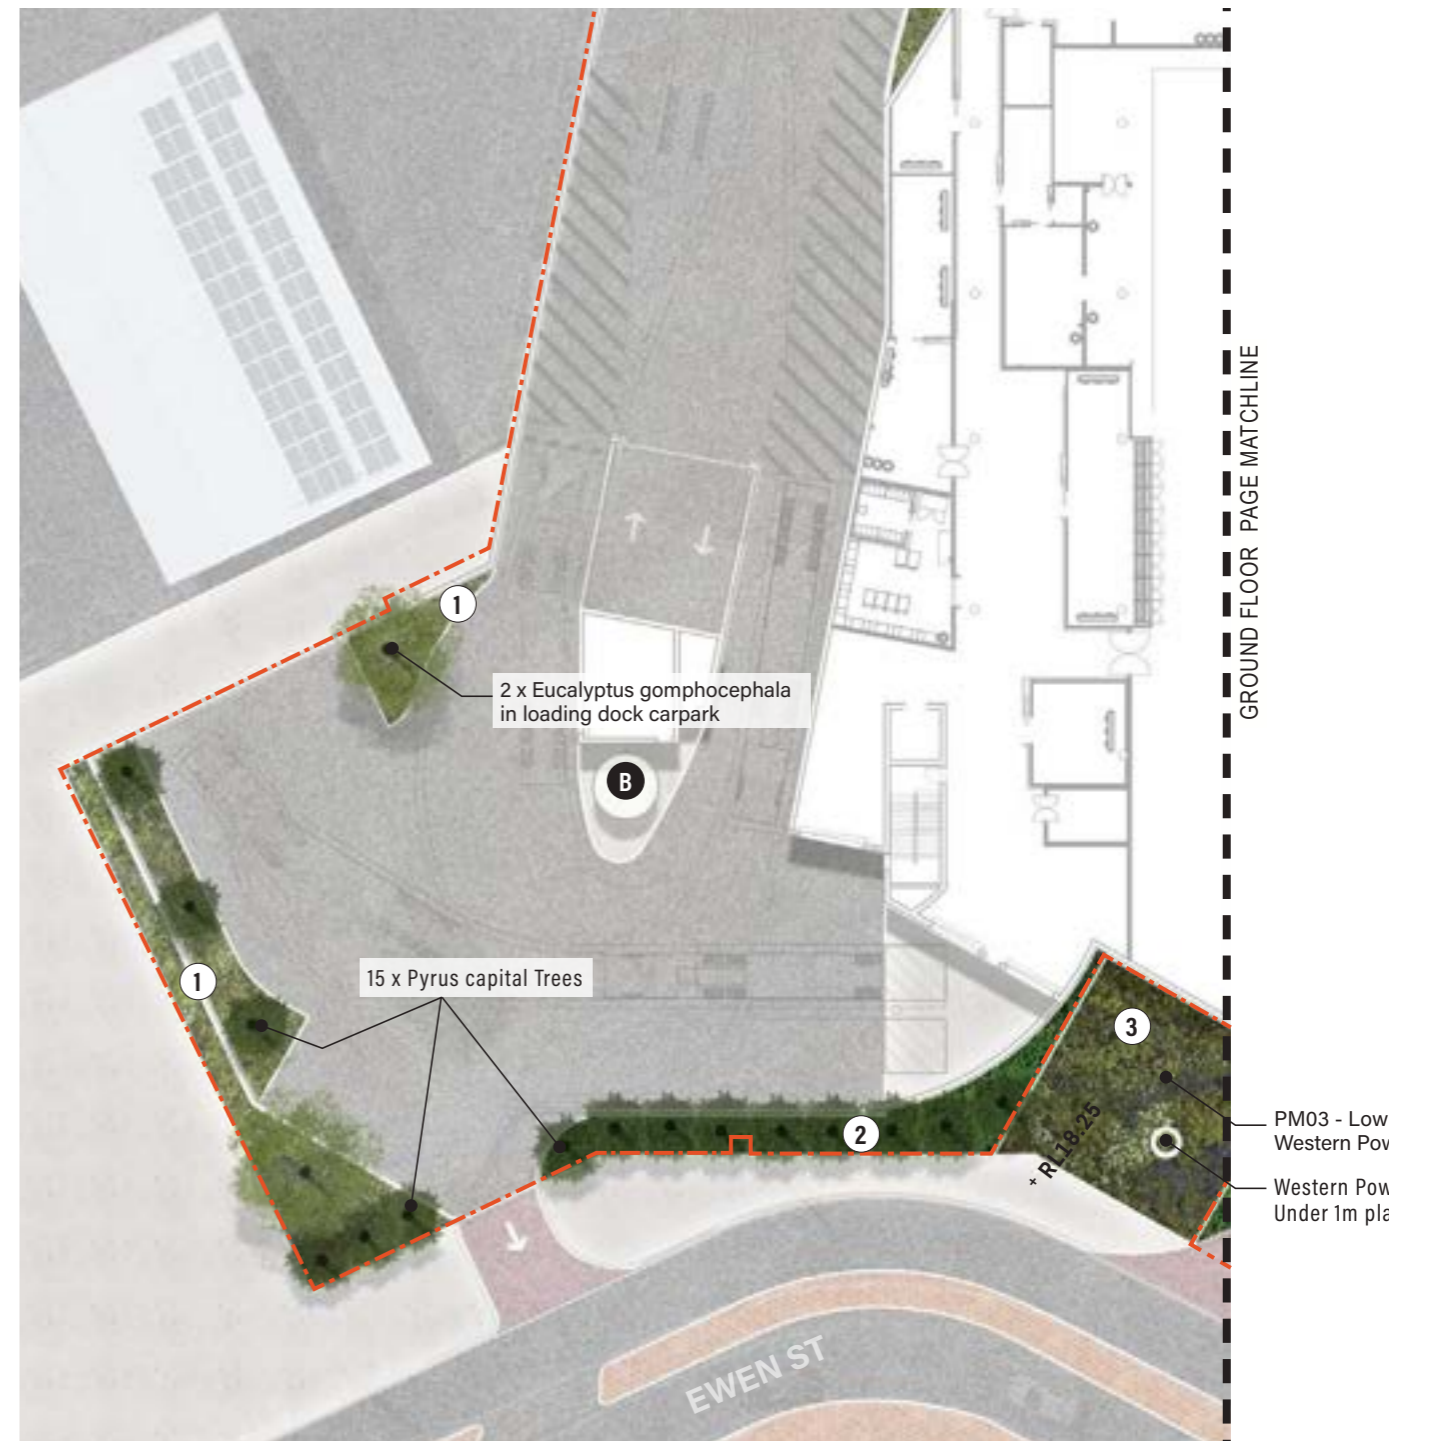 GROUND FLOOR PAGE MATCHLINE
1
2 x Eucalyptus gomphocephala
in loading dock carpark
B
15 x Pyrus capital Trees
1
3
2
+ RL18.25
PM03 - Low
Western Pow
Western Pow
Under 1m pla
EWEN ST